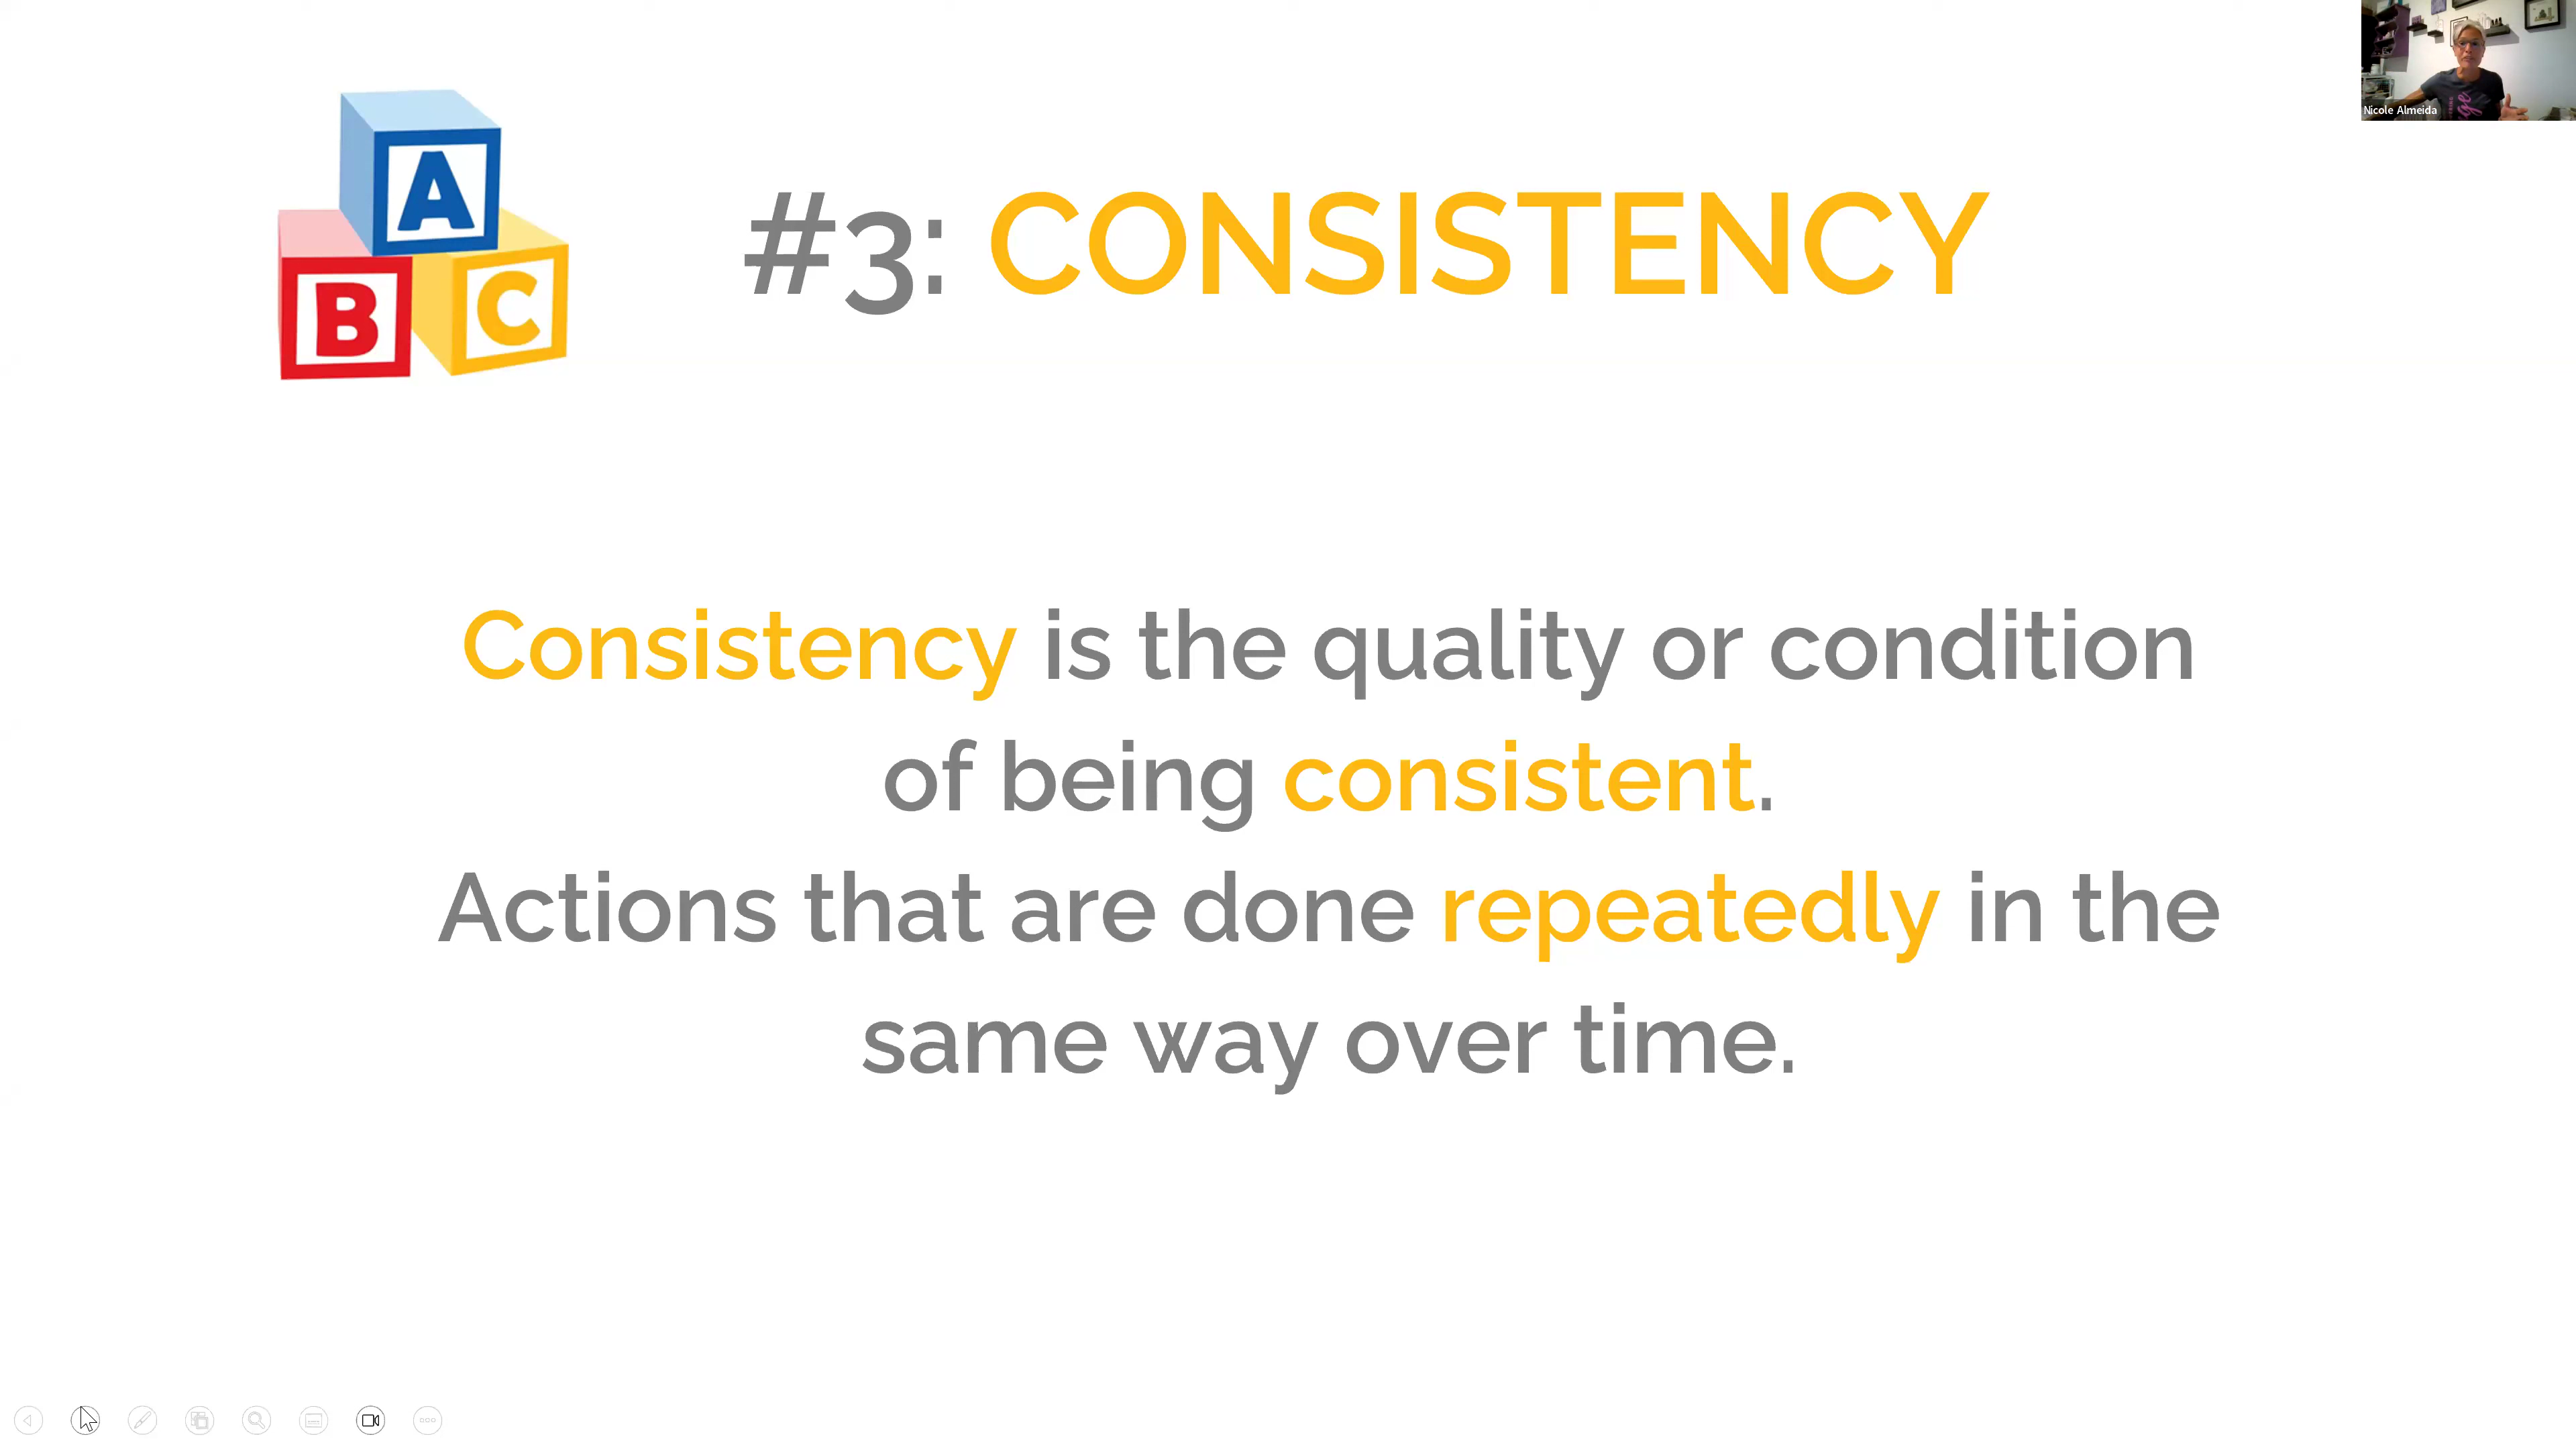 Nicole Almeida
A
B C
#3: CONSISTENCY
Consistency is the quality or condition
of being consistent.
Actions that are done repeatedly in the
same way over time.